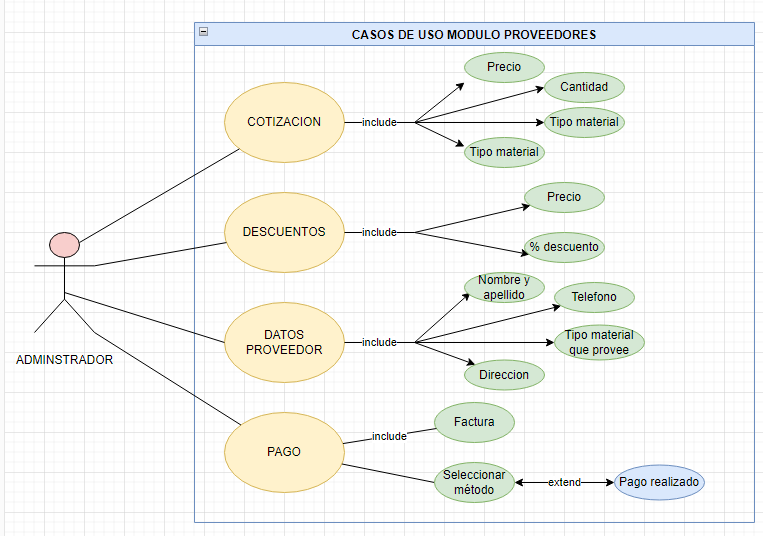 CASOS DE USO MODULO PROVEEDORES
COTIZACION
include
Precio
Cantidad
Tipo material
Tipo material
DESCUENTOS
include
Precio
% descuento
ADMINSTRADOR
DATOS
PROVEEDOR
include
Nombre y
apellido
Telefono
Tipo material
que provee
Direccion
PAGO
include
Factura
Seleccionar
método
extend
Pago realizado